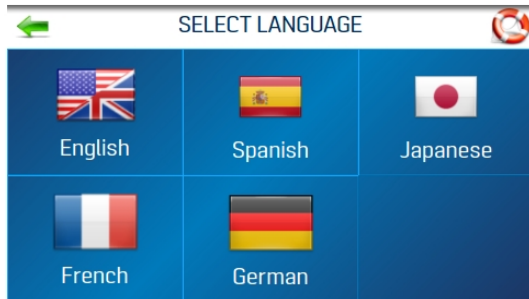 SELECT LANGUAGE
English
Spanish
Japanese
French
German